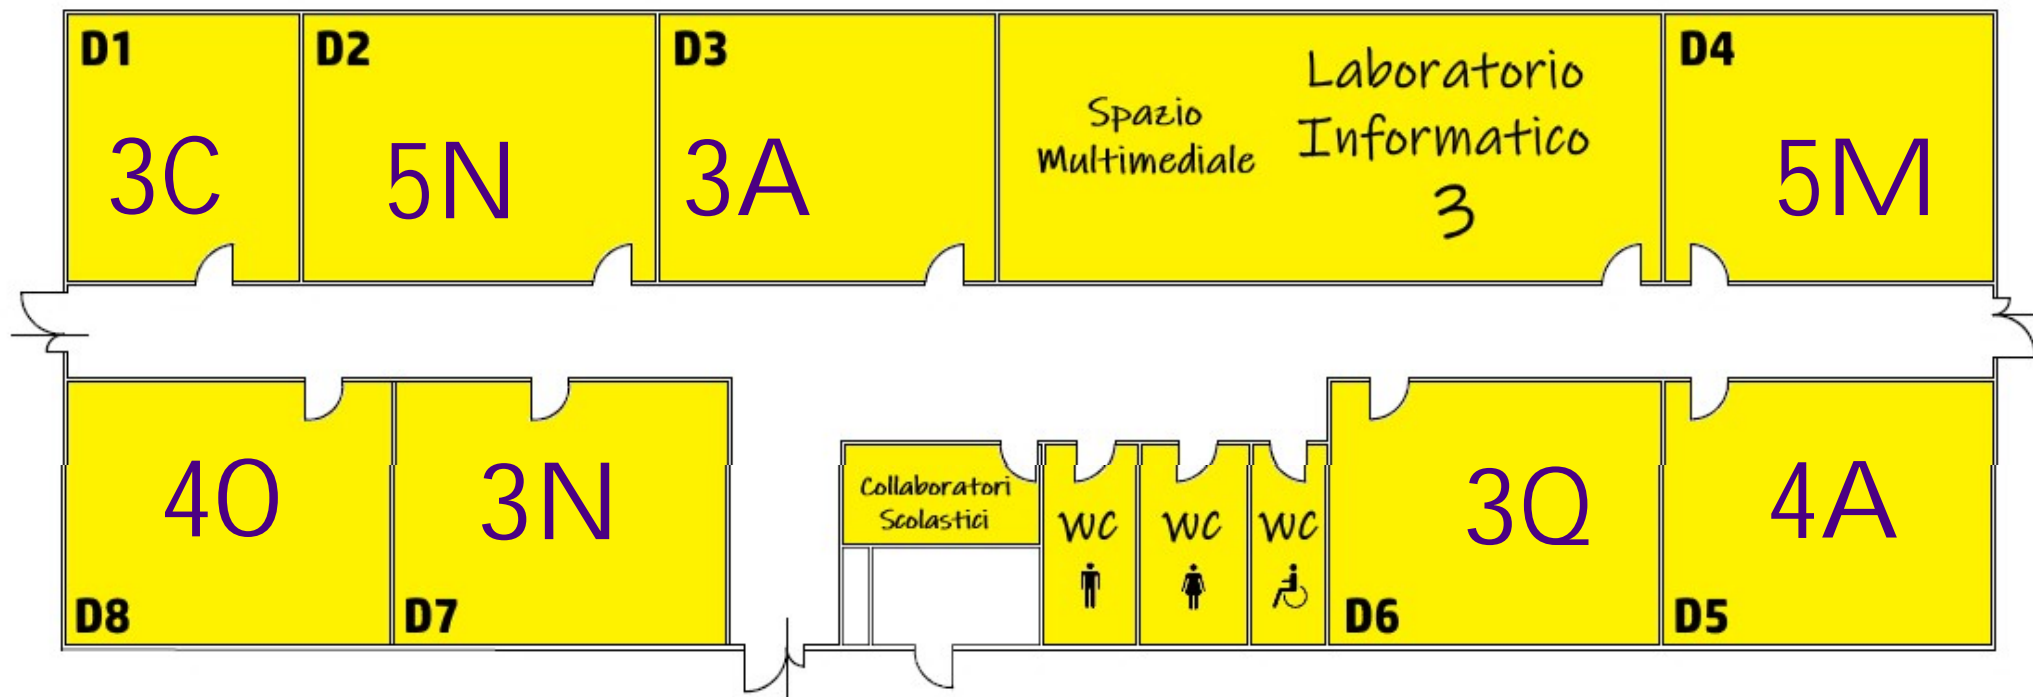 D1
3C
D2
5N
D3
3A
Spazio
Multimediale
Laboratorio
Informatico
3
D4
5M
4O
D8
3N
D7
Collaboratori
Scolastici
WC
WC
WC
3Q
D6
4A
D5